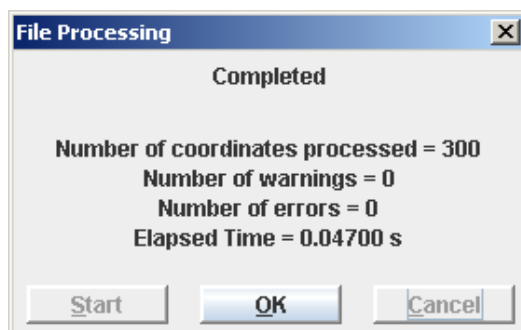 File Processing
Completed
Number of coordinates processed = 300
Number of warnings = 0
Number of errors = 0
Elapsed Time = 0.04700 s
Start OK Cancel